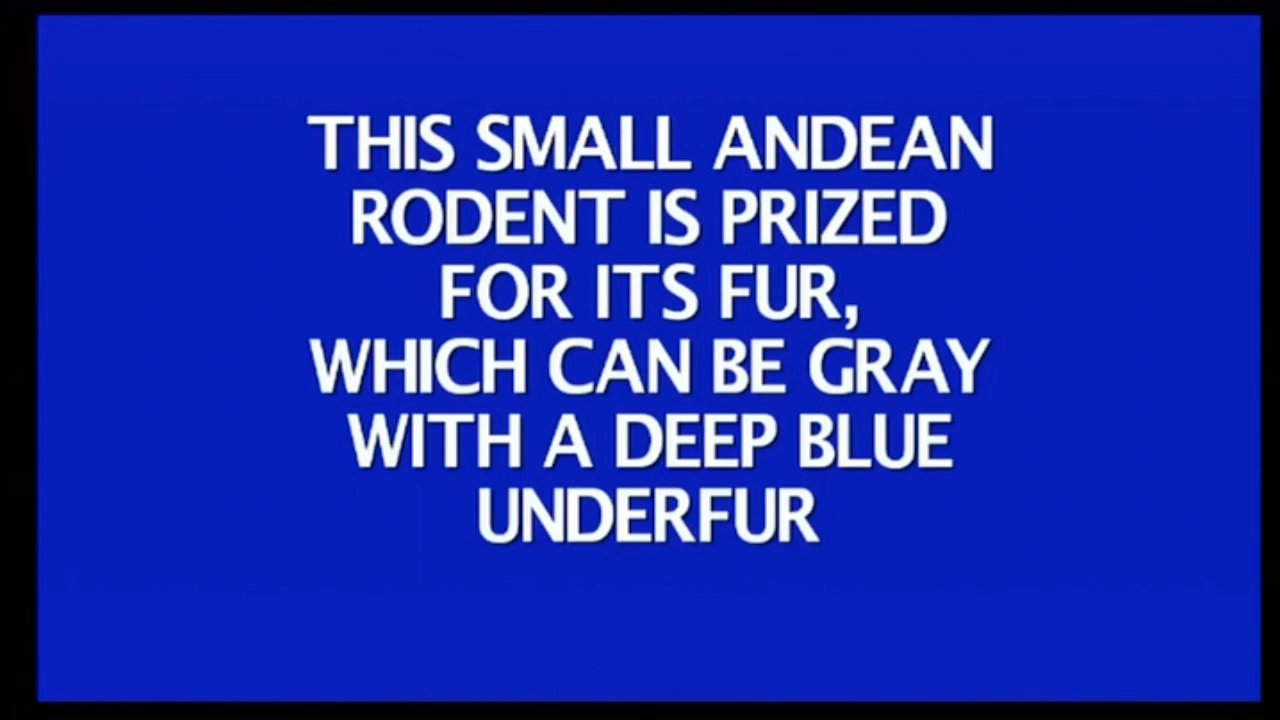 THIS SMALL ANDEAN
RODENT IS PRIZED
FOR ITS FUR,
WHICH CAN BE GRAY
WITH A DEEP BLUE
UNDERFUR